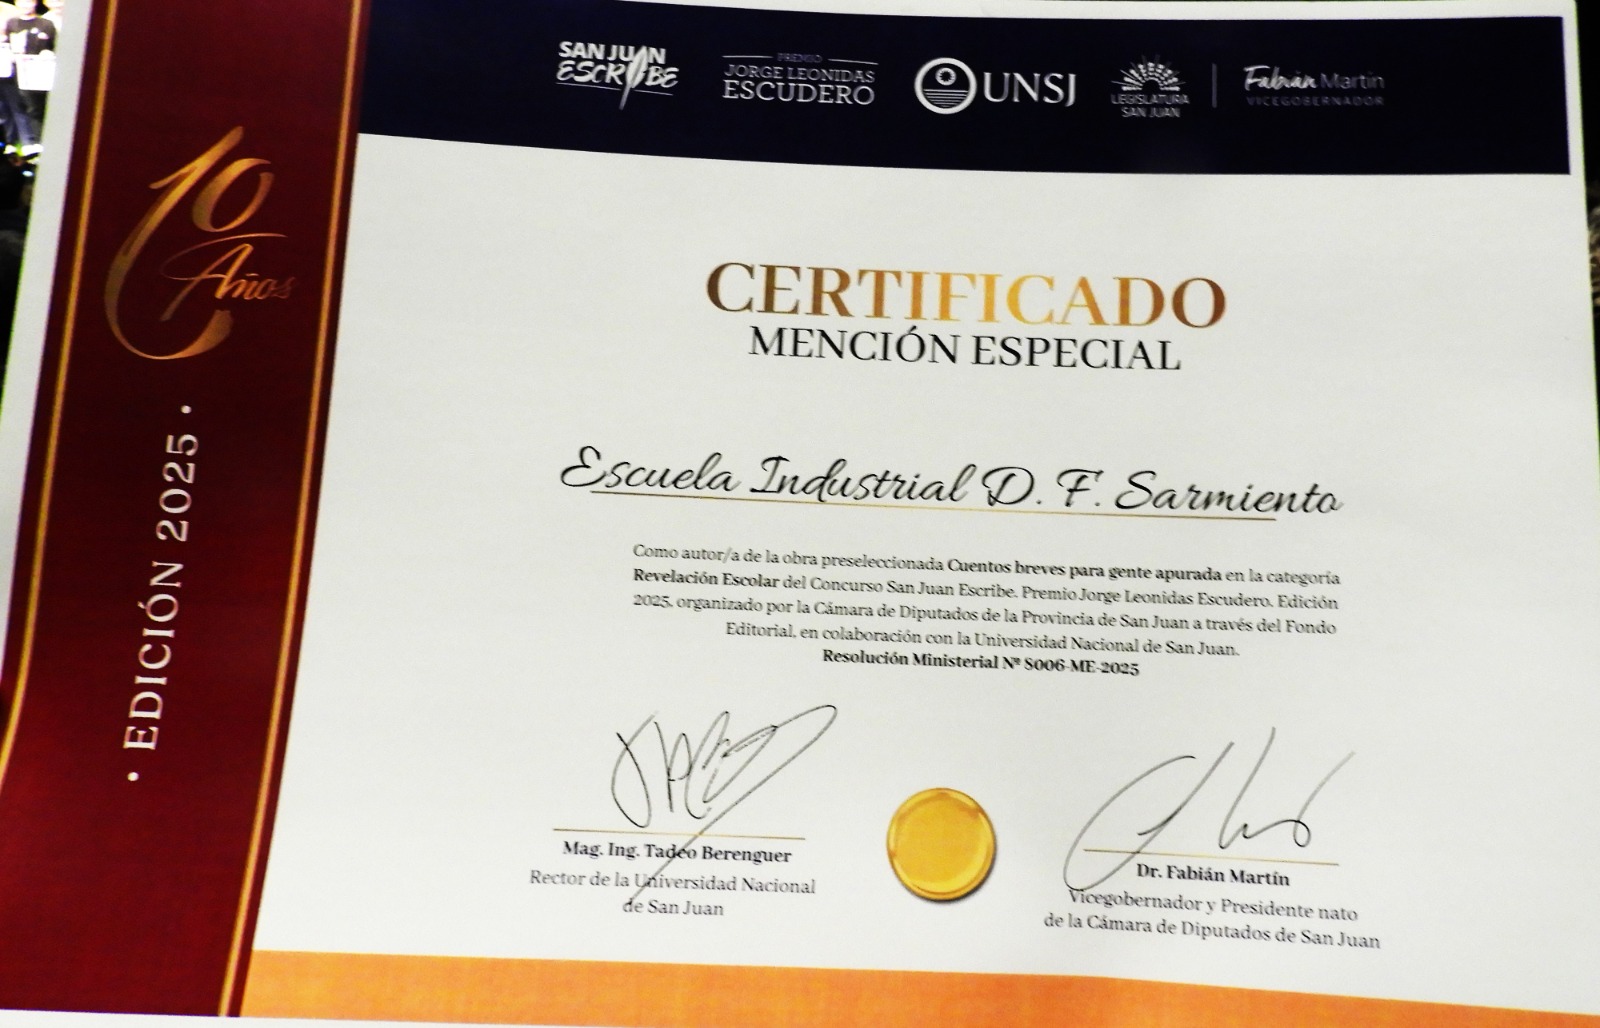 SAN JUAN
ESCRIBE
PREMIO
JORGE LEONIDAS
ESCUDERO
UNSJ
LEGISLATURA
SAN JUAN
Fabián Martín
VICEGOBERNADOR
10
Años
· EDICIÓN 2025 ·
CERTIFICADO
MENCIÓN ESPECIAL
Escuela Industrial D. F. Sarmiento
Como autor/a de la obra preseleccionada Cuentos breves para gente apurada en la categoría
Revelación Escolar del Concurso San Juan Escribe. Premio Jorge Leonidas Escudero. Edición
2025, organizado por la Cámara de Diputados de la Provincia de San Juan a través del Fondo
Editorial, en colaboración con la Universidad Nacional de San Juan.
Resolución Ministerial Nº 8006-ME-2025
Mag. Ing. Tadeo Berenguer
Rector de la Universidad Nacional
de San Juan
Dr. Fabián Martín
Vicegobernador y Presidente nato
de la Cámara de Diputados de San Juan